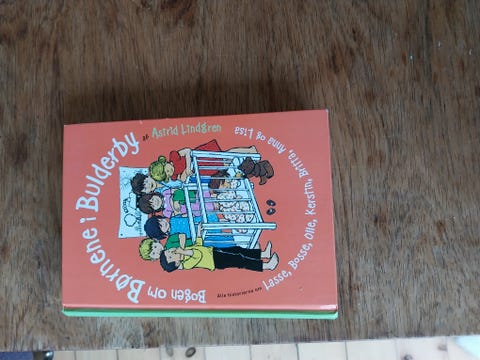 Bogen om
Børnene i Bulderby
af Astrid Lindgren
Alle historierne om
Lasse, Bosse, Olle, Kerstin, Britta, Anna og Lisa